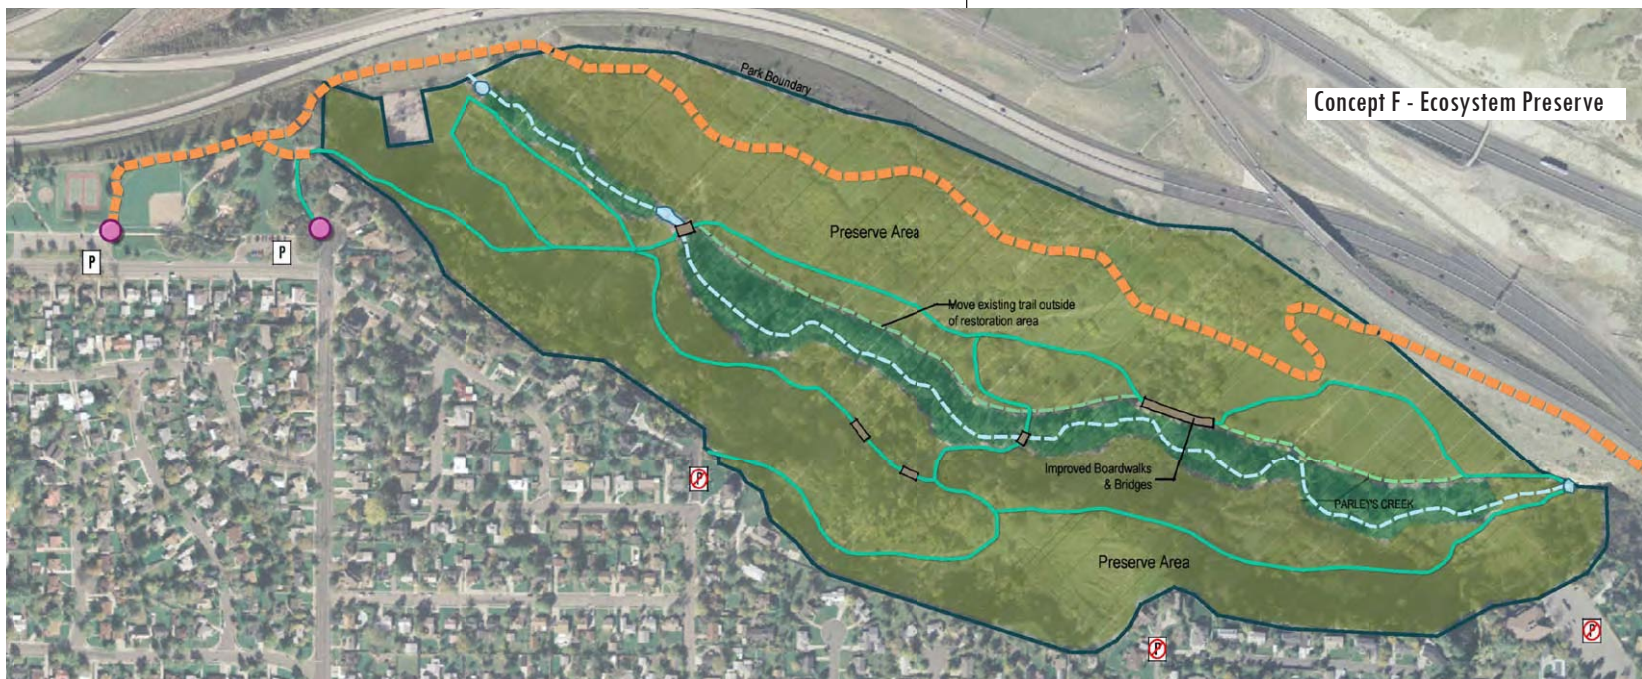 Park Boundary
Concept F - Ecosystem Preserve
Preserve Area
P
P
Move existing trail outside
of restoration area
Improved Boardwalks
& Bridges
P
PARLEY'S CREEK
Preserve Area
P
P